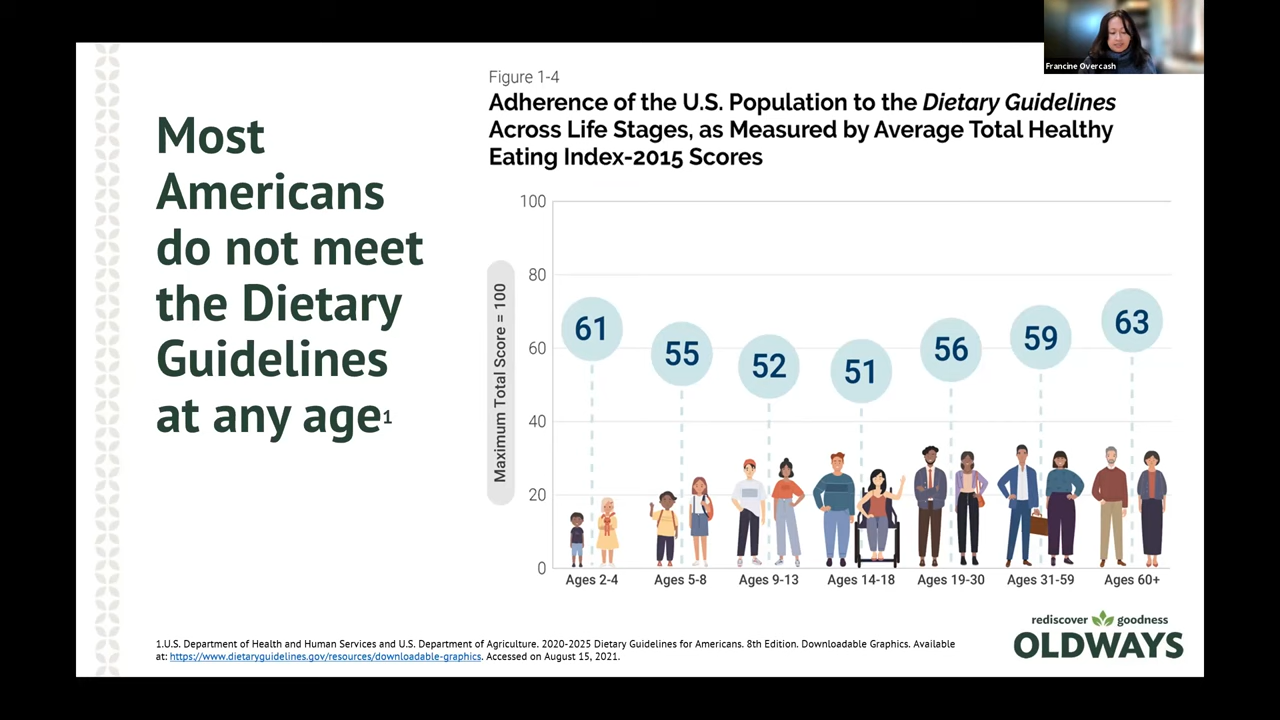 Francine Overcash
Most
Americans
do not meet
the Dietary
Guidelines
at any age1
Figure 1-4
Adherence of the U.S. Population to the Dietary Guidelines
Across Life Stages, as Measured by Average Total Healthy
Eating Index-2015 Scores
Maximum Total Score = 100
100
80
60
40
20
0
61
55
52
51
56
59
63
Ages 2-4
Ages 5-8
Ages 9-13
Ages 14-18
Ages 19-30
Ages 31-59
Ages 60+
1.U.S. Department of Health and Human Services and U.S. Department of Agriculture. 2020-2025 Dietary Guidelines for Americans. 8th Edition. Downloadable Graphics. Available
at: https://www.dietaryguidelines.gov/resources/downloadable-graphics. Accessed on August 15, 2021.
rediscover goodness
OLDWAYS